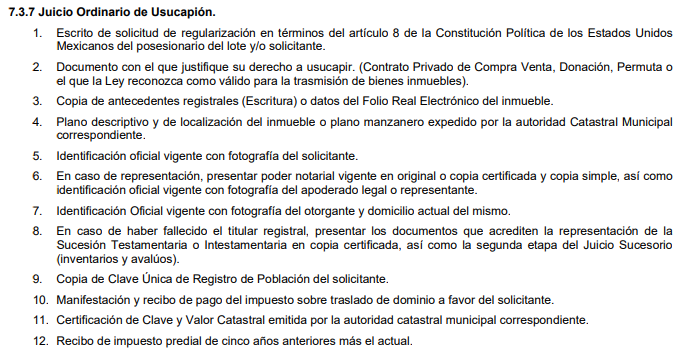 7.3.7 Juicio Ordinario de Usucapión.
1. Escrito de solicitud de regularización en términos del artículo 8 de la Constitución Política de los Estados Unidos
Mexicanos del posesionario del lote y/o solicitante.
2. Documento con el que justifique su derecho a usucapir. (Contrato Privado de Compra Venta, Donación, Permuta o
el que la Ley reconozca como válido para la trasmisión de bienes inmuebles).
3. Copia de antecedentes registrales (Escritura) o datos del Folio Real Electrónico del inmueble.
4. Plano descriptivo y de localización del inmueble o plano manzanero expedido por la autoridad Catastral Municipal
correspondiente.
5. Identificación oficial vigente con fotografía del solicitante.
6. En caso de representación, presentar poder notarial vigente en original o copia certificada y copia simple, así como
identificación oficial vigente con fotografía del apoderado legal o representante.
7. Identificación Oficial vigente con fotografía del otorgante y domicilio actual del mismo.
8. En caso de haber fallecido el titular registral, presentar los documentos que acrediten la representación de la
Sucesión Testamentaria o Intestamentaria en copia certificada, así como la segunda etapa del Juicio Sucesorio
(inventarios y avalúos).
9. Copia de Clave Única de Registro de Población del solicitante.
10. Manifestación y recibo de pago del impuesto sobre traslado de dominio a favor del solicitante.
11. Certificación de Clave y Valor Catastral emitida por la autoridad catastral municipal correspondiente.
12. Recibo de impuesto predial de cinco años anteriores más el actual.